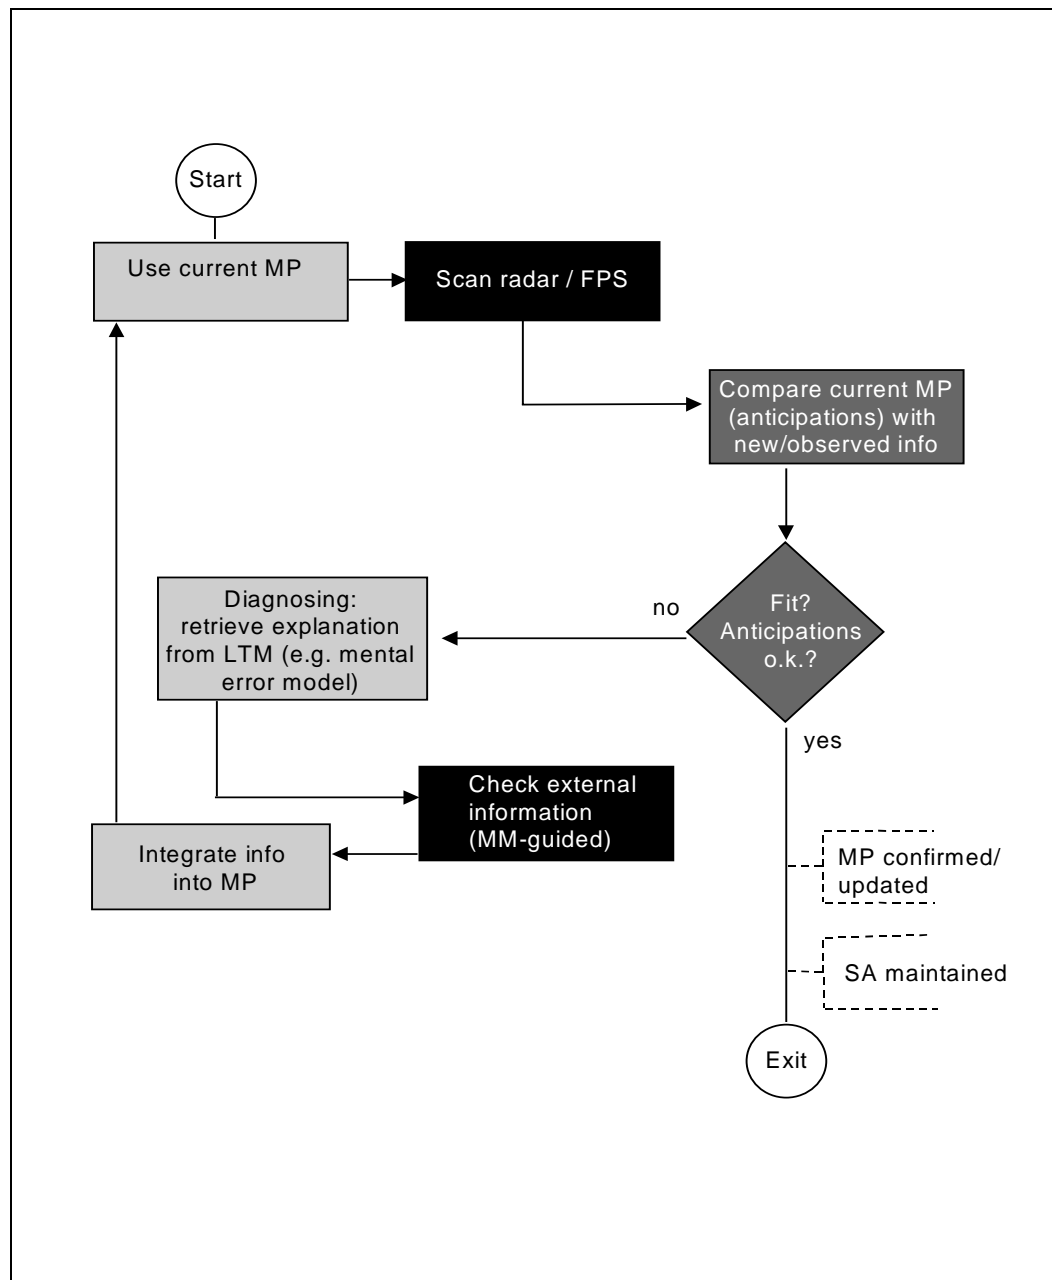 Start
Use current MP
Scan radar / FPS
Compare current MP
(anticipations) with
new/observed info
Fit?
Anticipations
o.k.?
no
Diagnosing:
retrieve explanation
from LTM (e.g. mental
error model)
yes
Check external
information
(MM-guided)
Integrate info
into MP
MP confirmed/
updated
SA maintained
Exit